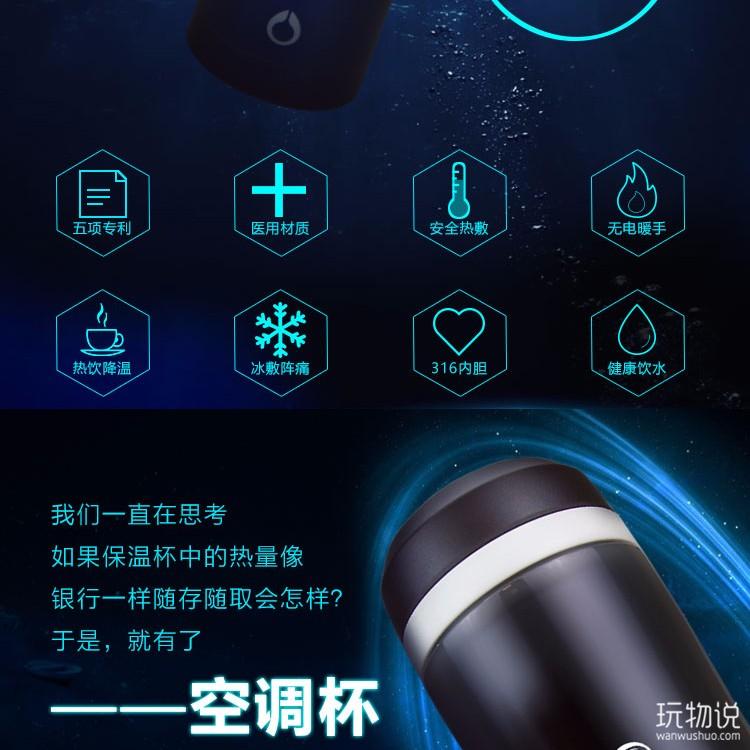 五项专利
医用材质
安全热敷
无电暖手
热饮降温
冰敷阵痛
316内胆
健康饮水
我们一直在思考
如果保温杯中的热量像
银行一样随存随取会怎样？
于是，就有了
——空调杯
玩物说
wanwushuo.com